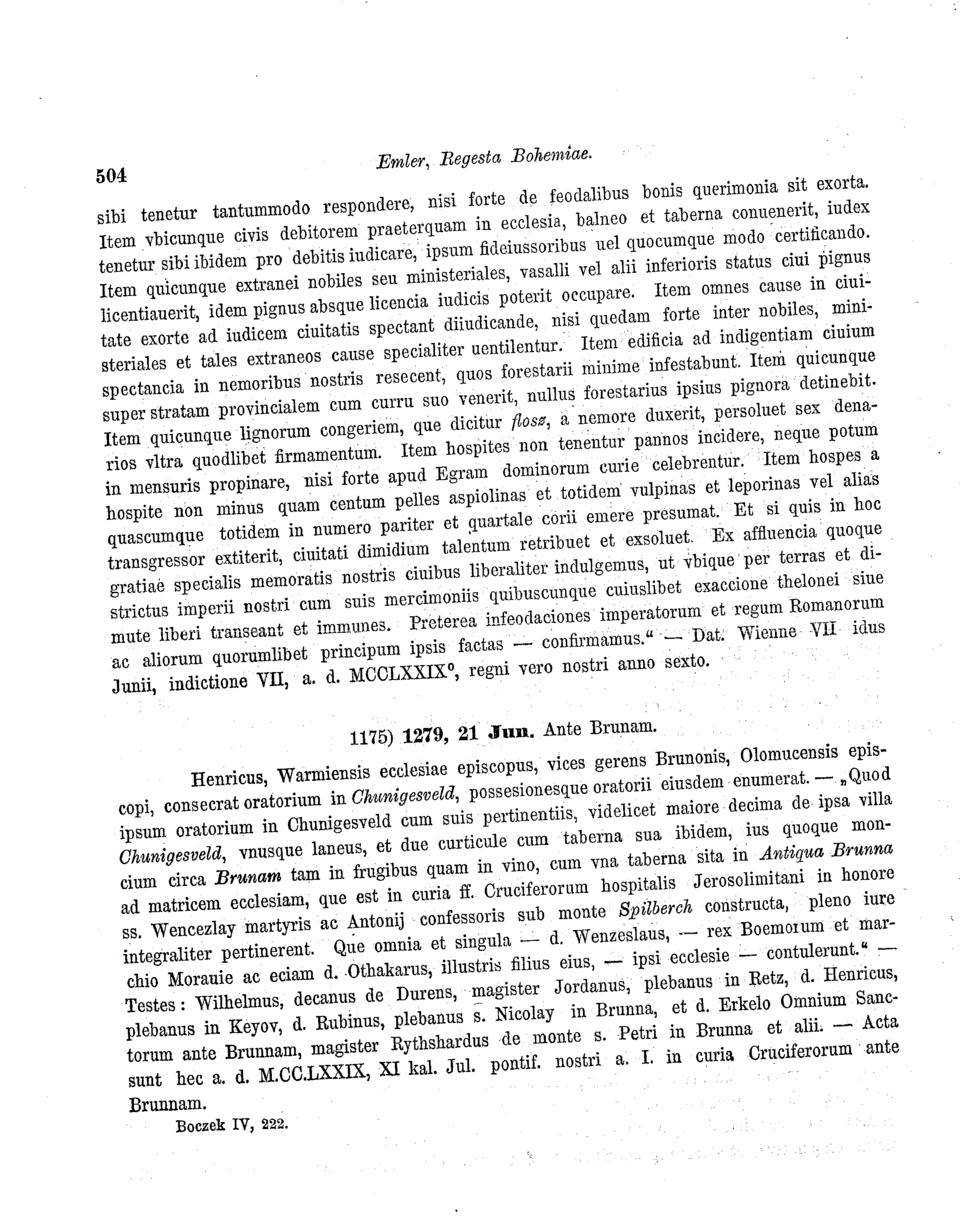 504
Emler, Regesta Bohemiae.
sibi tenetur tantummodo respondere, nisi forte de feodalibus bonis querimonia sit exorta.
Item vbicunque civis debitorem praeterquam in ecclesia, balneo et taberna conuenerit, iudex
tenetur sibi ibidem pro debitis iudicare, ipsum fideiussoribus uel quocumque modo certificando.
Item quicunque extranei nobiles seu ministeriales, vasalli vel alii inferioris status ciui pignus
licentiauerit, idem pignus absque licencia iudicis poterit occupare. Item omnes cause in ciui-
tate exorte ad iudicem ciuitatis spectant diiudicande, nisi quedam forte inter nobiles, mini-
steriales et tales extraneos cause specialiter uentilentur. Item edificia ad indigentiam ciuium
spectancia in nemoribus nostris resecent, quos forestarii minime infestabunt. Item quicunque
super stratam provincialem cum curru suo venerit, nullus forestarius ipsius pignora detinebit.
Item quicunque lignorum congeriem, que dicitur flosz, a nemore duxerit, persoluet sex dena-
rios vltra quodlibet firmamentum. Item hospites non tenentur pannos incidere, neque potum
in mensuris propinare, nisi forte apud Egram dominorum curie celebrentur. Item hospes a
hospite non minus quam centum pelles aspiolinas et totidem vulpinas et leporinas vel alias
quascumque totidem in numero pariter et quartale corii emere presumat. Et si quis in hoc
transgressor extiterit, ciuitati dimidium talentum retribuet et exsoluet. Ex affluencia quoque
gratiae specialis memoratis nostris ciuibus liberaliter indulgemus, ut vbique per terras et di-
strictus imperii nostri cum suis mercimoniis quibuscunque cuiuslibet exaccione thelonei siue
mute liberi transeant et immunes. Preterea infeodaciones imperatorum et regum Romanorum
ac aliorum quorumlibet principum ipsis factas — confirmamus.“ — Dat. Wienne VII idus
Junii, indictione VII, a. d. MCCLXXIX⁰, regni vero nostri anno sexto.
1175) 1279, 21 Jun. Ante Brunam.
Henricus, Warmiensis ecclesiae episcopus, vices gerens Brunonis, Olomucensis epis-
copi, consecrat oratorium in Chunigesveld, possesionesque oratorii eiusdem enumerat. — „Quod
ipsum oratorium in Chunigesveld cum suis pertinentiis, videlicet maiore decima de ipsa villa
Chunigesveld, vnusque laneus, et due curticule cum taberna sua ibidem, ius quoque mon-
cium circa Brunam tam in frugibus quam in vino, cum vna taberna sita in Antiqua Brunna
ad matricem ecclesiam, que est in curia ff. Cruciferorum hospitalis Jerosolimitani in honore
ss. Wencezlay martyris ac Antonij confessoris sub monte Spilberch constructa, pleno iure
integraliter pertinerent. Que omnia et singula — d. Wenzeslaus, — rex Boemorum et mar-
chio Morauie ac eciam d. Othakarus, illustris filius eius, — ipsi ecclesie — contulerunt.“ —
Testes: Wilhelmus, decanus de Durens, magister Jordanus, plebanus in Retz, d. Henricus,
plebanus in Keyov, d. Rubinus, plebanus s. Nicolay in Brunna, et d. Erkelo Omnium Sanc-
torum ante Brunnam, magister Rythshardus de monte s. Petri in Brunna et alii. — Acta
sunt hec a. d. M.CC.LXXIX, XI kal. Jul. pontif. nostri a. I. in curia Cruciferorum ante
Brunnam.
Boczek IV, 222.